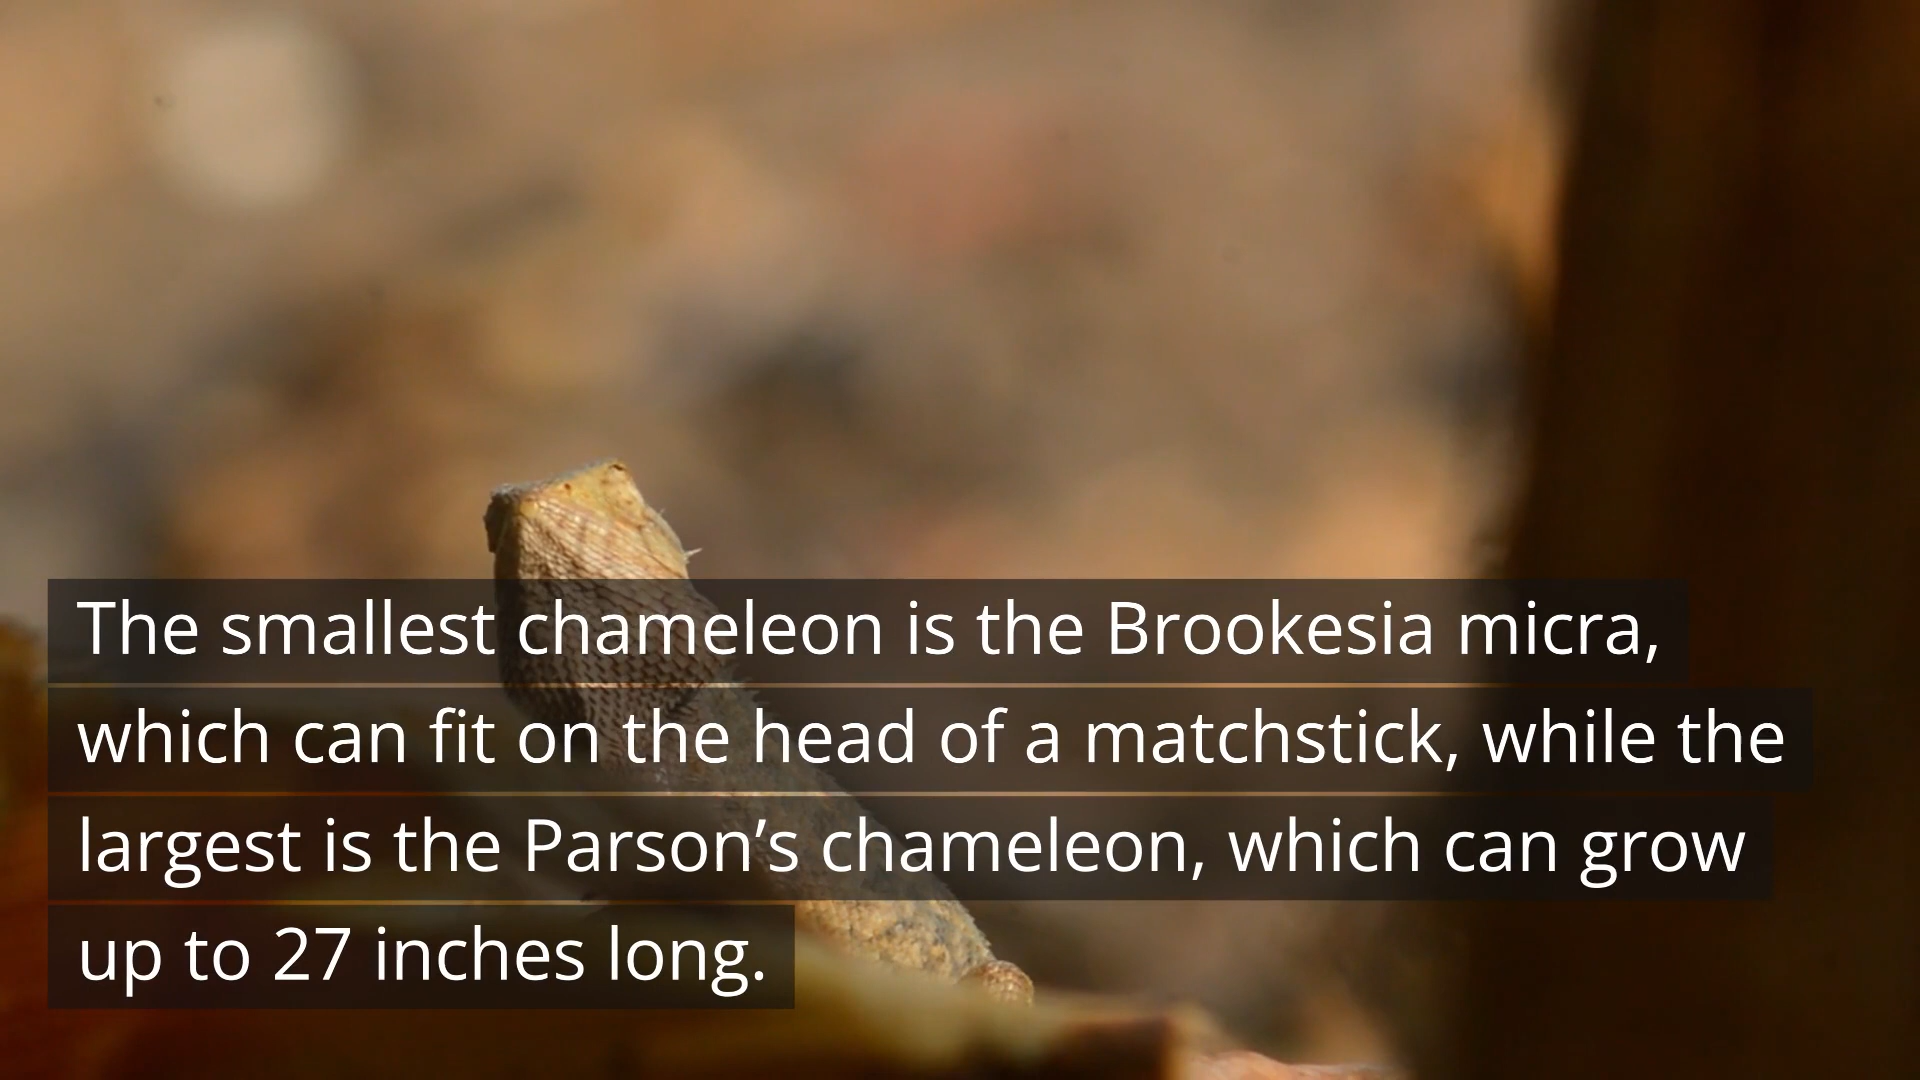 The smallest chameleon is the Brookesia micra,
which can fit on the head of a matchstick, while the
largest is the Parson’s chameleon, which can grow
up to 27 inches long.